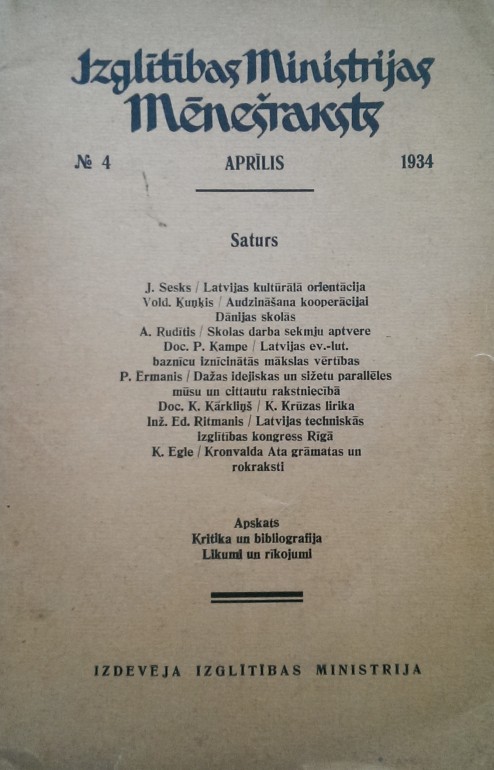 Izglītības Ministrijas
Mēnešraksts
№ 4 APRĪLIS 1934
Saturs
J. Sesks / Latvijas kultūrālā orientācija
Vold. Ķuņķis / Audzināšana kooperācijai
Dānijas skolās
A. Rudītis / Skolas darba sekmju aptvere
Doc. P. Kampe / Latvijas ev.-lut.
baznīcu iznīcinātās mākslas vērtības
P. Ērmanis / Dažas idejiskas un sižetu parallēles
mūsu un cittautu rakstniecībā
Doc. K. Kārkliņš / K. Krūzas lirika
Inž. Ed. Ritmanis / Latvijas techniskās
izglītības kongress Rīgā
K. Egle / Kronvalda Ata grāmatas un
rokraksti
Apskats
Kritika un bibliografija
Likumi un rīkojumi
IZDEVĒJA IZGLĪTĪBAS MINISTRIJA